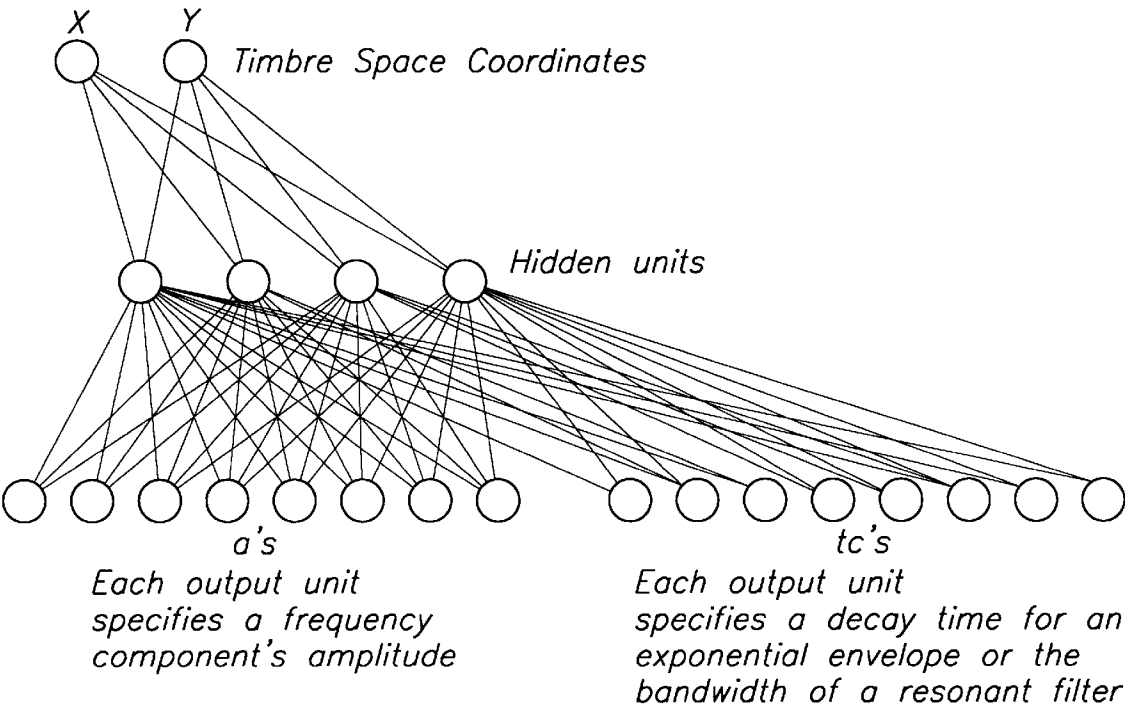 X Y
Timbre Space Coordinates
Hidden units
a's
Each output unit
specifies a frequency
component's amplitude
tc's
Each output unit
specifies a decay time for an
exponential envelope or the
bandwidth of a resonant filter